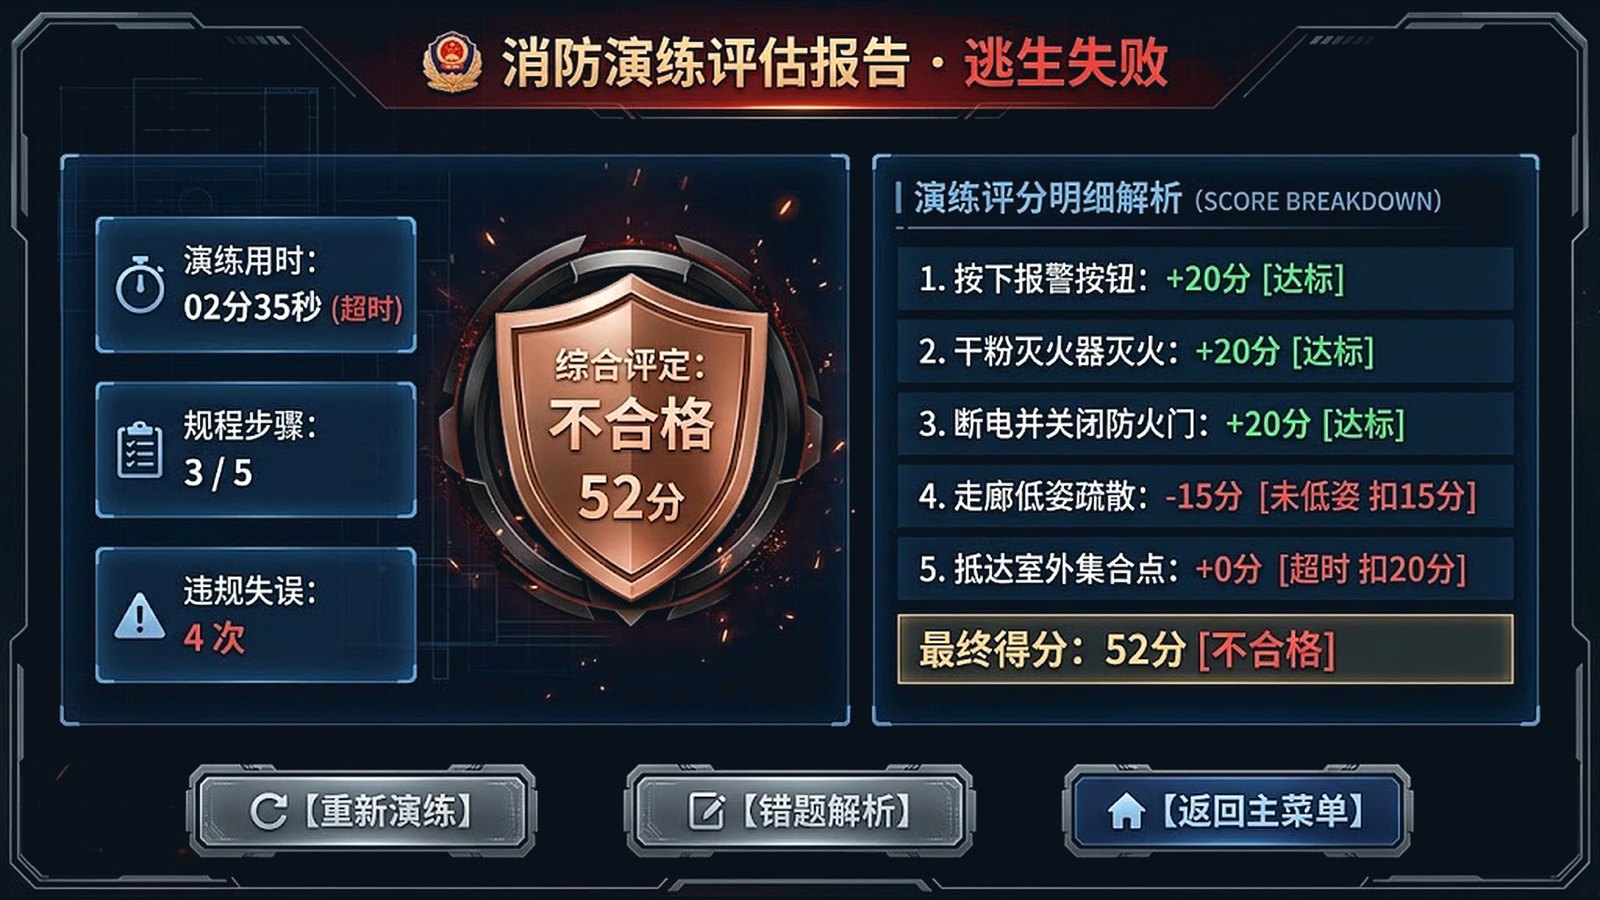 消防演练评估报告·逃生失败
演练用时：
02分35秒 (超时)
规程步骤：
3 / 5
违规失误：
4 次
综合评定：
不合格
52分
演练评分明细解析（SCORE BREAKDOWN）
1. 按下报警按钮：+20分 [达标]
2. 干粉灭火器灭火：+20分 [达标]
3. 断电并关闭防火门：+20分 [达标]
4. 走廊低姿疏散：-15分 [未低姿 扣15分]
5. 抵达室外集合点：+0分 [超时 扣20分]
最终得分：52分 [不合格]
【重新演练】
【错题解析】
【返回主菜单】